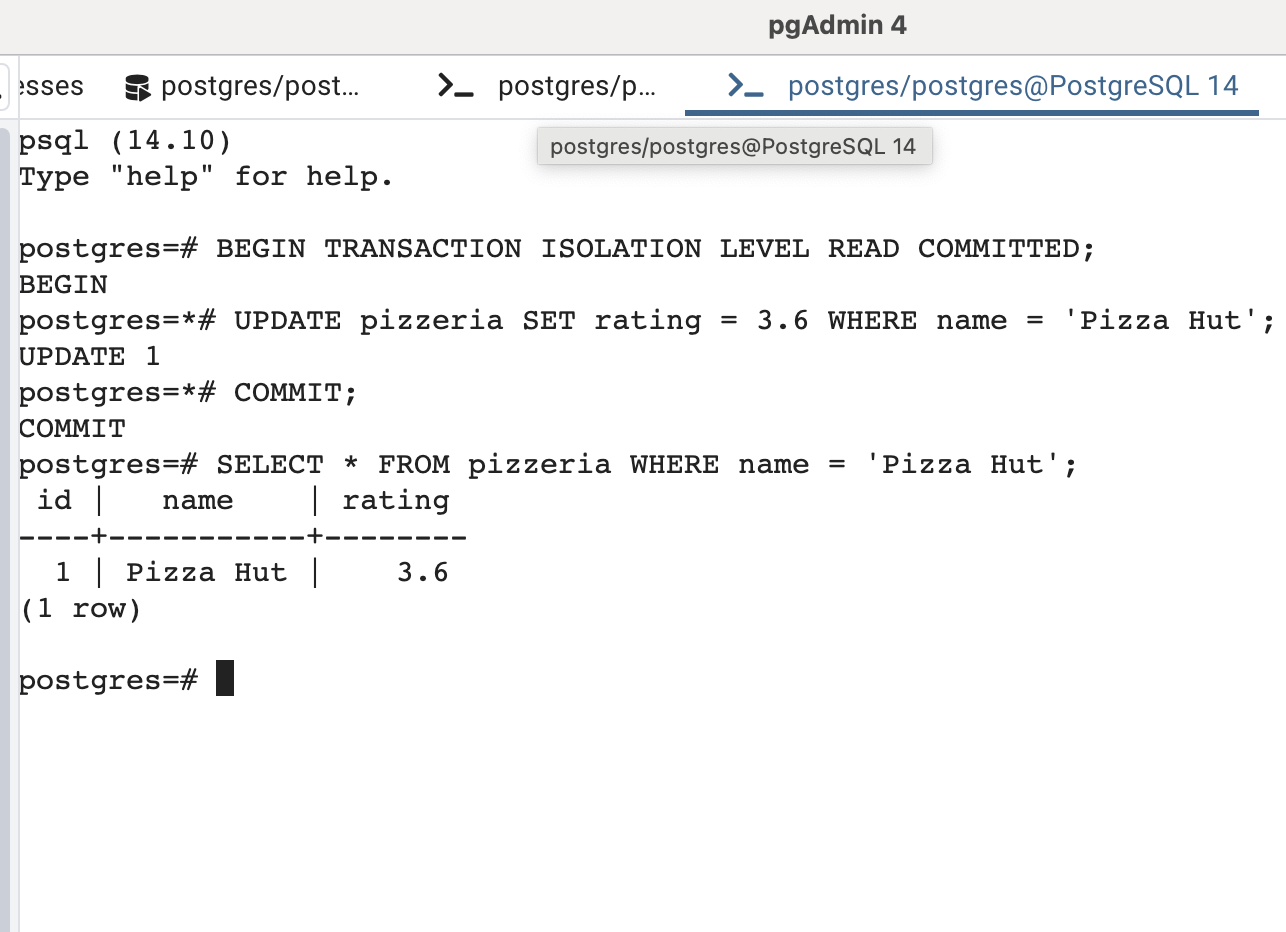 pgAdmin 4
esses postgres/post... postgres/p... postgres/postgres@PostgreSQL 14
postgres/postgres@PostgreSQL 14
psql (14.10)
Type "help" for help.
postgres=# BEGIN TRANSACTION ISOLATION LEVEL READ COMMITTED;
BEGIN
postgres=*# UPDATE pizzeria SET rating = 3.6 WHERE name = 'Pizza Hut';
UPDATE 1
postgres=*# COMMIT;
COMMIT
postgres=# SELECT * FROM pizzeria WHERE name = 'Pizza Hut';
 id |   name    | rating
----+-----------+--------
  1 | Pizza Hut |    3.6
(1 row)
postgres=#